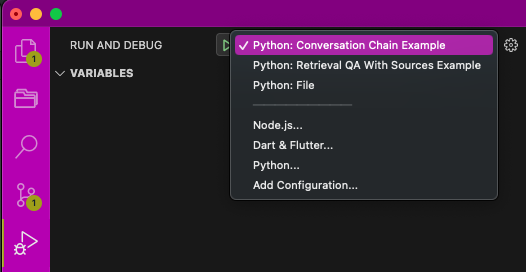 RUN AND DEBUG
Python: Conversation Chain Example
Python: Retrieval QA With Sources Example
Python: File
Node.js...
Dart & Flutter...
Python...
Add Configuration...
VARIABLES
1
1